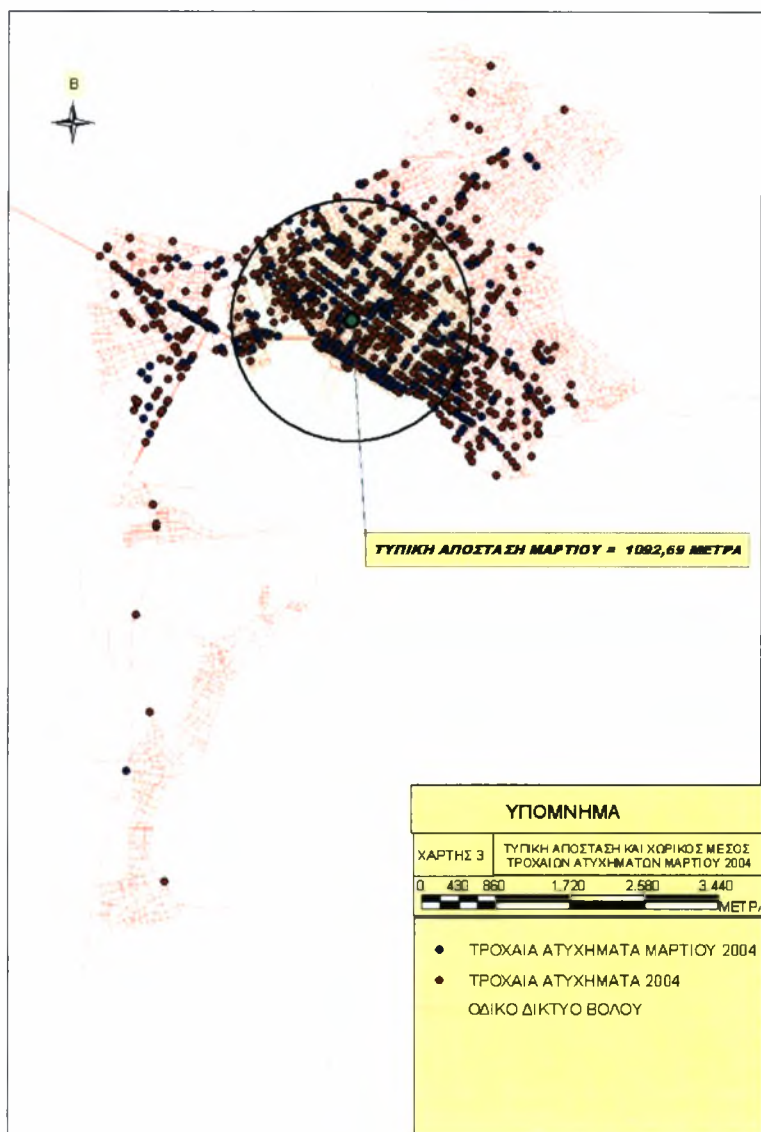 B
ΤΥΠΙΚΗ ΑΠΟΣΤΑΣΗ ΜΑΡΤΙΟΥ = 1092,69 ΜΕΤΡΑ
ΥΠΟΜΝΗΜΑ
ΧΑΡΤΗΣ 3
ΤΥΠΙΚΗ ΑΠΟΣΤΑΣΗ ΚΑΙ ΧΩΡΙΚΟΣ ΜΕΣΟΣ
ΤΡΟΧΑΙΩΝ ΑΤΥΧΗΜΑΤΩΝ ΜΑΡΤΙΟΥ 2004
0 430 860 1.720 2.580 3.440
ΜΕΤΡΑ
ΤΡΟΧΑΙΑ ΑΤΥΧΗΜΑΤΑ ΜΑΡΤΙΟΥ 2004
ΤΡΟΧΑΙΑ ΑΤΥΧΗΜΑΤΑ 2004
ΟΔΙΚΟ ΔΙΚΤΥΟ ΒΟΛΟΥ